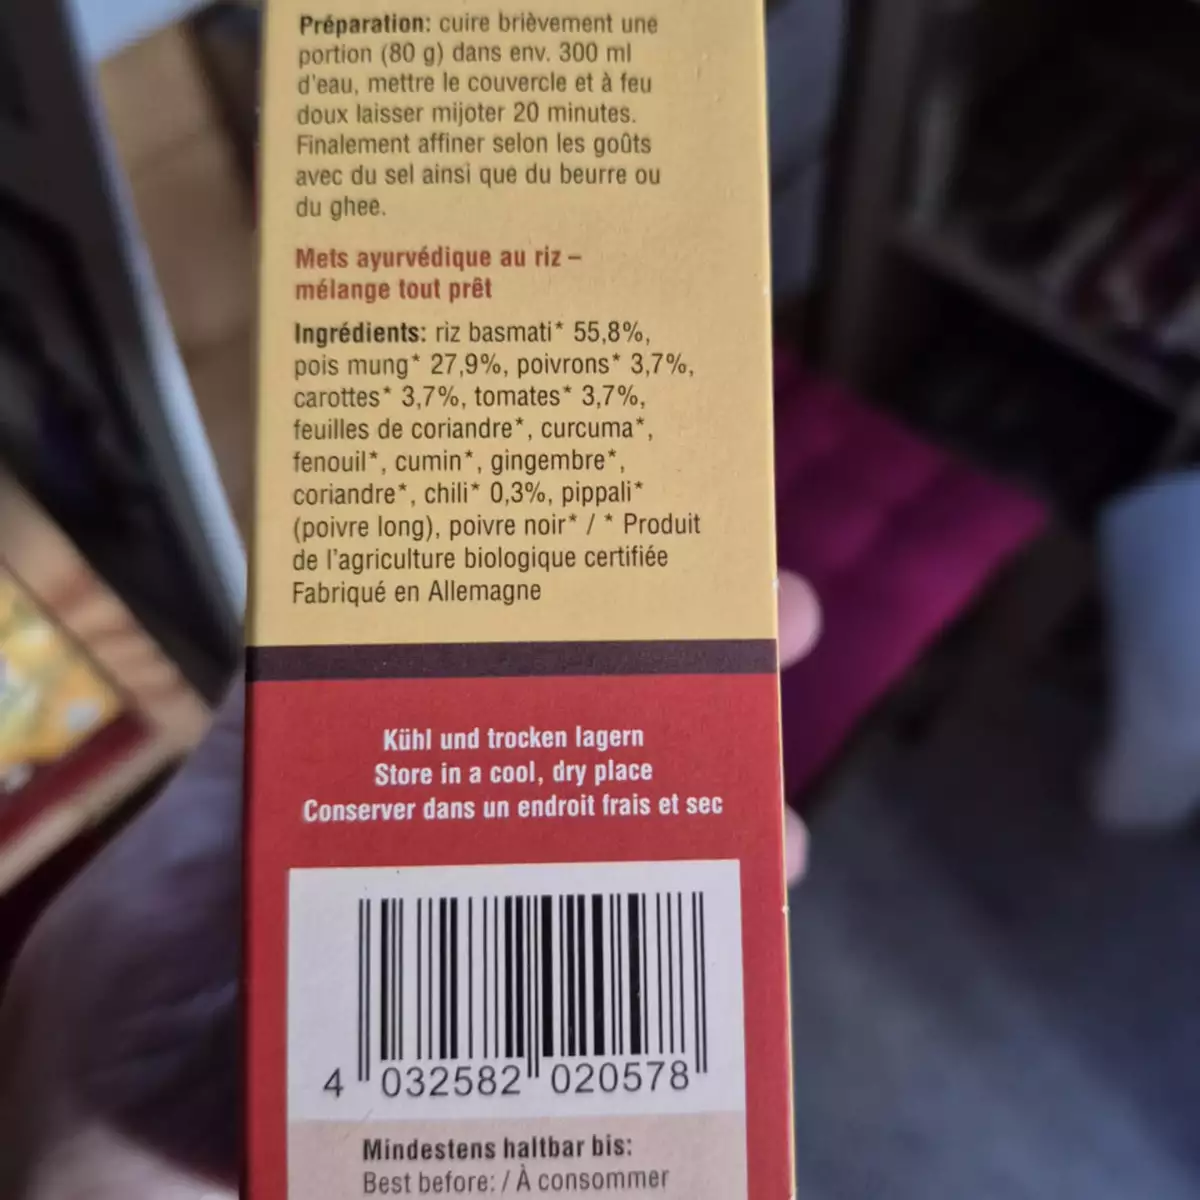 Préparation: cuire brièvement une
portion (80 g) dans env. 300 ml
d'eau, mettre le couvercle et à feu
doux laisser mijoter 20 minutes.
Finalement affiner selon les goûts
avec du sel ainsi que du beurre ou
du ghee.
Mets ayurvédique au riz –
mélange tout prêt
Ingrédients: riz basmati* 55,8%,
pois mung* 27,9%, poivrons* 3,7%,
carottes* 3,7%, tomates* 3,7%,
feuilles de coriandre*, curcuma*,
fenouil*, cumin*, gingembre*,
coriandre*, chili* 0,3%, pippali*
(poivre long), poivre noir* / * Produit
de l'agriculture biologique certifiée
Fabriqué en Allemagne
Kühl und trocken lagern
Store in a cool, dry place
Conserver dans un endroit frais et sec
4 032582 020578
Mindestens haltbar bis:
Best before: / À consommer